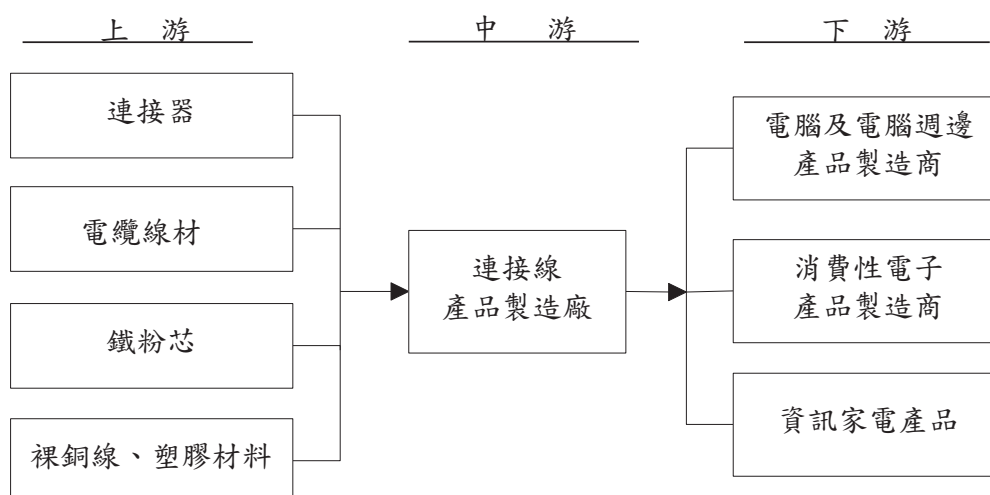 上 游
中 游
下 游
連接器
電纜線材
鐵粉芯
裸銅線、塑膠材料
連接線
產品製造廠
電腦及電腦週邊
產品製造商
消費性電子
產品製造商
資訊家電產品